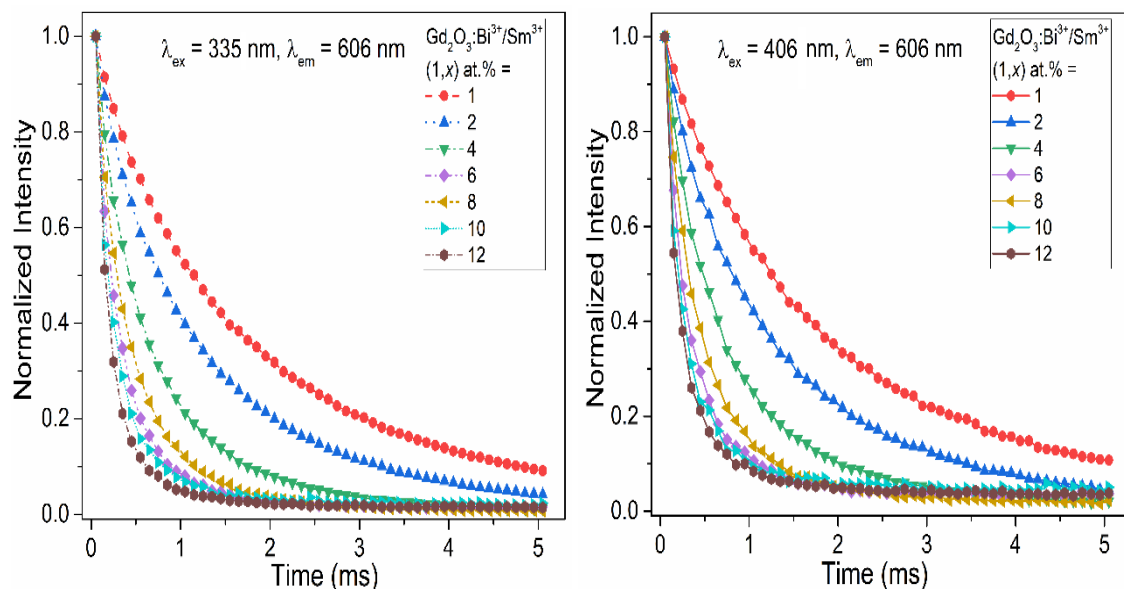 λex = 335 nm, λem = 606 nm
Gd2O3:Bi3+/Sm3+
(1,x) at.% =
1
2
4
6
8
10
12
1.0
0.8
0.6
0.4
0.2
0.0
Normalized Intensity
0 1 2 3 4 5
Time (ms)
λex = 406 nm, λem = 606 nm
Gd2O3:Bi3+/Sm3+
(1,x) at.% =
1
2
4
6
8
10
12
1.0
0.8
0.6
0.4
0.2
0.0
Normalized Intensity
0 1 2 3 4 5
Time (ms)